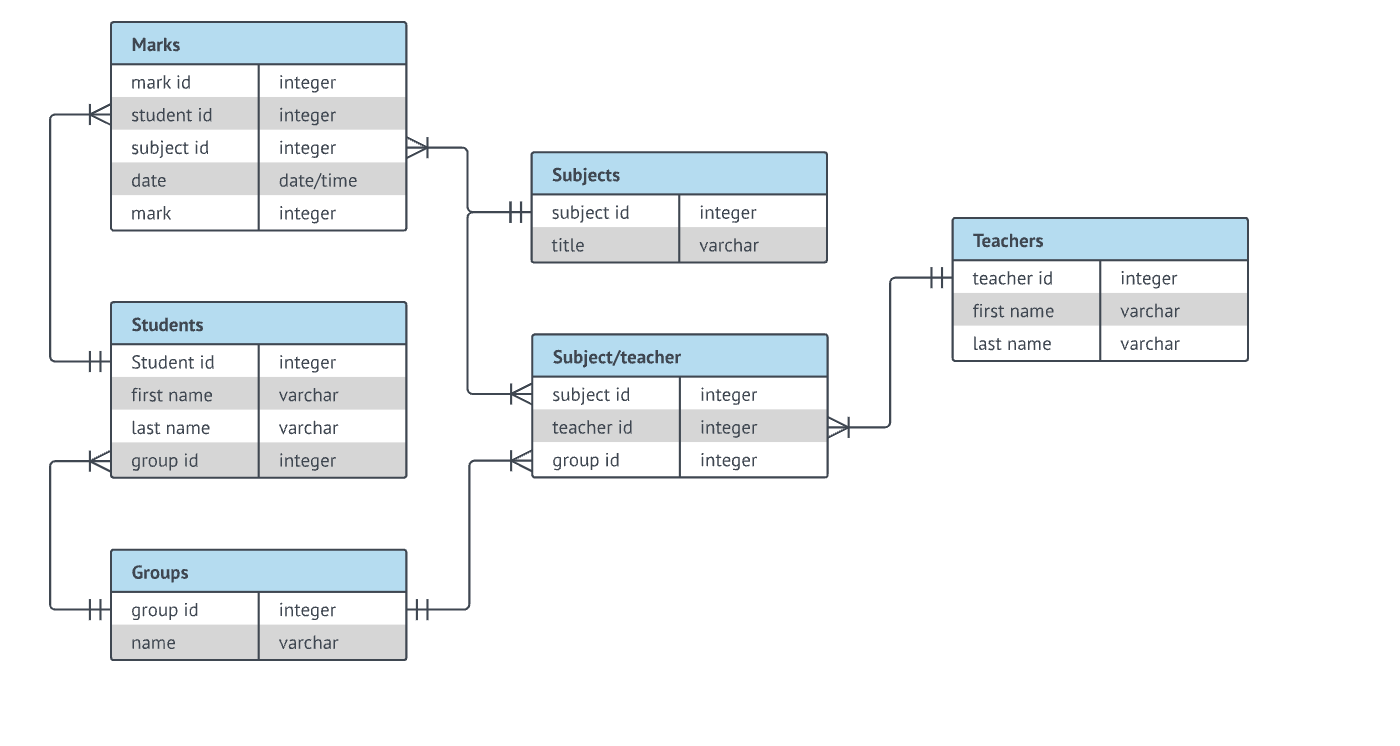 Marks
mark id integer
student id integer
subject id integer
date date/time
mark integer
Subjects
subject id integer
title varchar
Teachers
teacher id integer
first name varchar
last name varchar
Students
Student id integer
first name varchar
last name varchar
group id integer
Subject/teacher
subject id integer
teacher id integer
group id integer
Groups
group id integer
name varchar